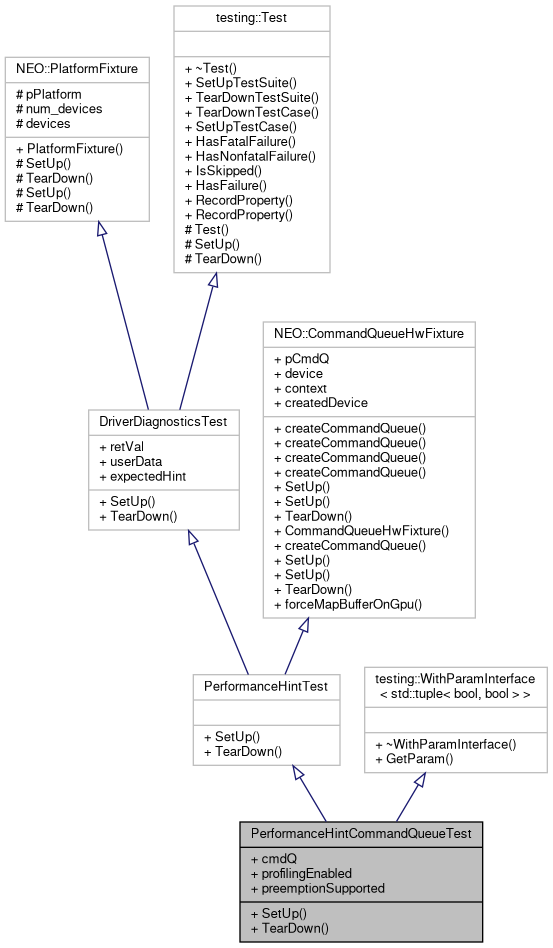 testing::Test
+ ~Test()
+ SetUpTestSuite()
+ TearDownTestSuite()
+ TearDownTestCase()
+ SetUpTestCase()
+ HasFatalFailure()
+ HasNonfatalFailure()
+ IsSkipped()
+ HasFailure()
+ RecordProperty()
+ RecordProperty()
# Test()
# SetUp()
# TearDown()
NEO::PlatformFixture
# pPlatform
# num_devices
# devices
+ PlatformFixture()
# SetUp()
# TearDown()
# SetUp()
# TearDown()
NEO::CommandQueueHwFixture
+ pCmdQ
+ device
+ context
+ createdDevice
+ createCommandQueue()
+ createCommandQueue()
+ createCommandQueue()
+ createCommandQueue()
+ SetUp()
+ SetUp()
+ TearDown()
+ CommandQueueHwFixture()
+ createCommandQueue()
+ SetUp()
+ SetUp()
+ TearDown()
+ forceMapBufferOnGpu()
DriverDiagnosticsTest
+ retVal
+ userData
+ expectedHint
+ SetUp()
+ TearDown()
PerformanceHintTest
+ SetUp()
+ TearDown()
testing::WithParamInterface
< std::tuple< bool, bool > >
+ ~WithParamInterface()
+ GetParam()
PerformanceHintCommandQueueTest
+ cmdQ
+ profilingEnabled
+ preemptionSupported
+ SetUp()
+ TearDown()